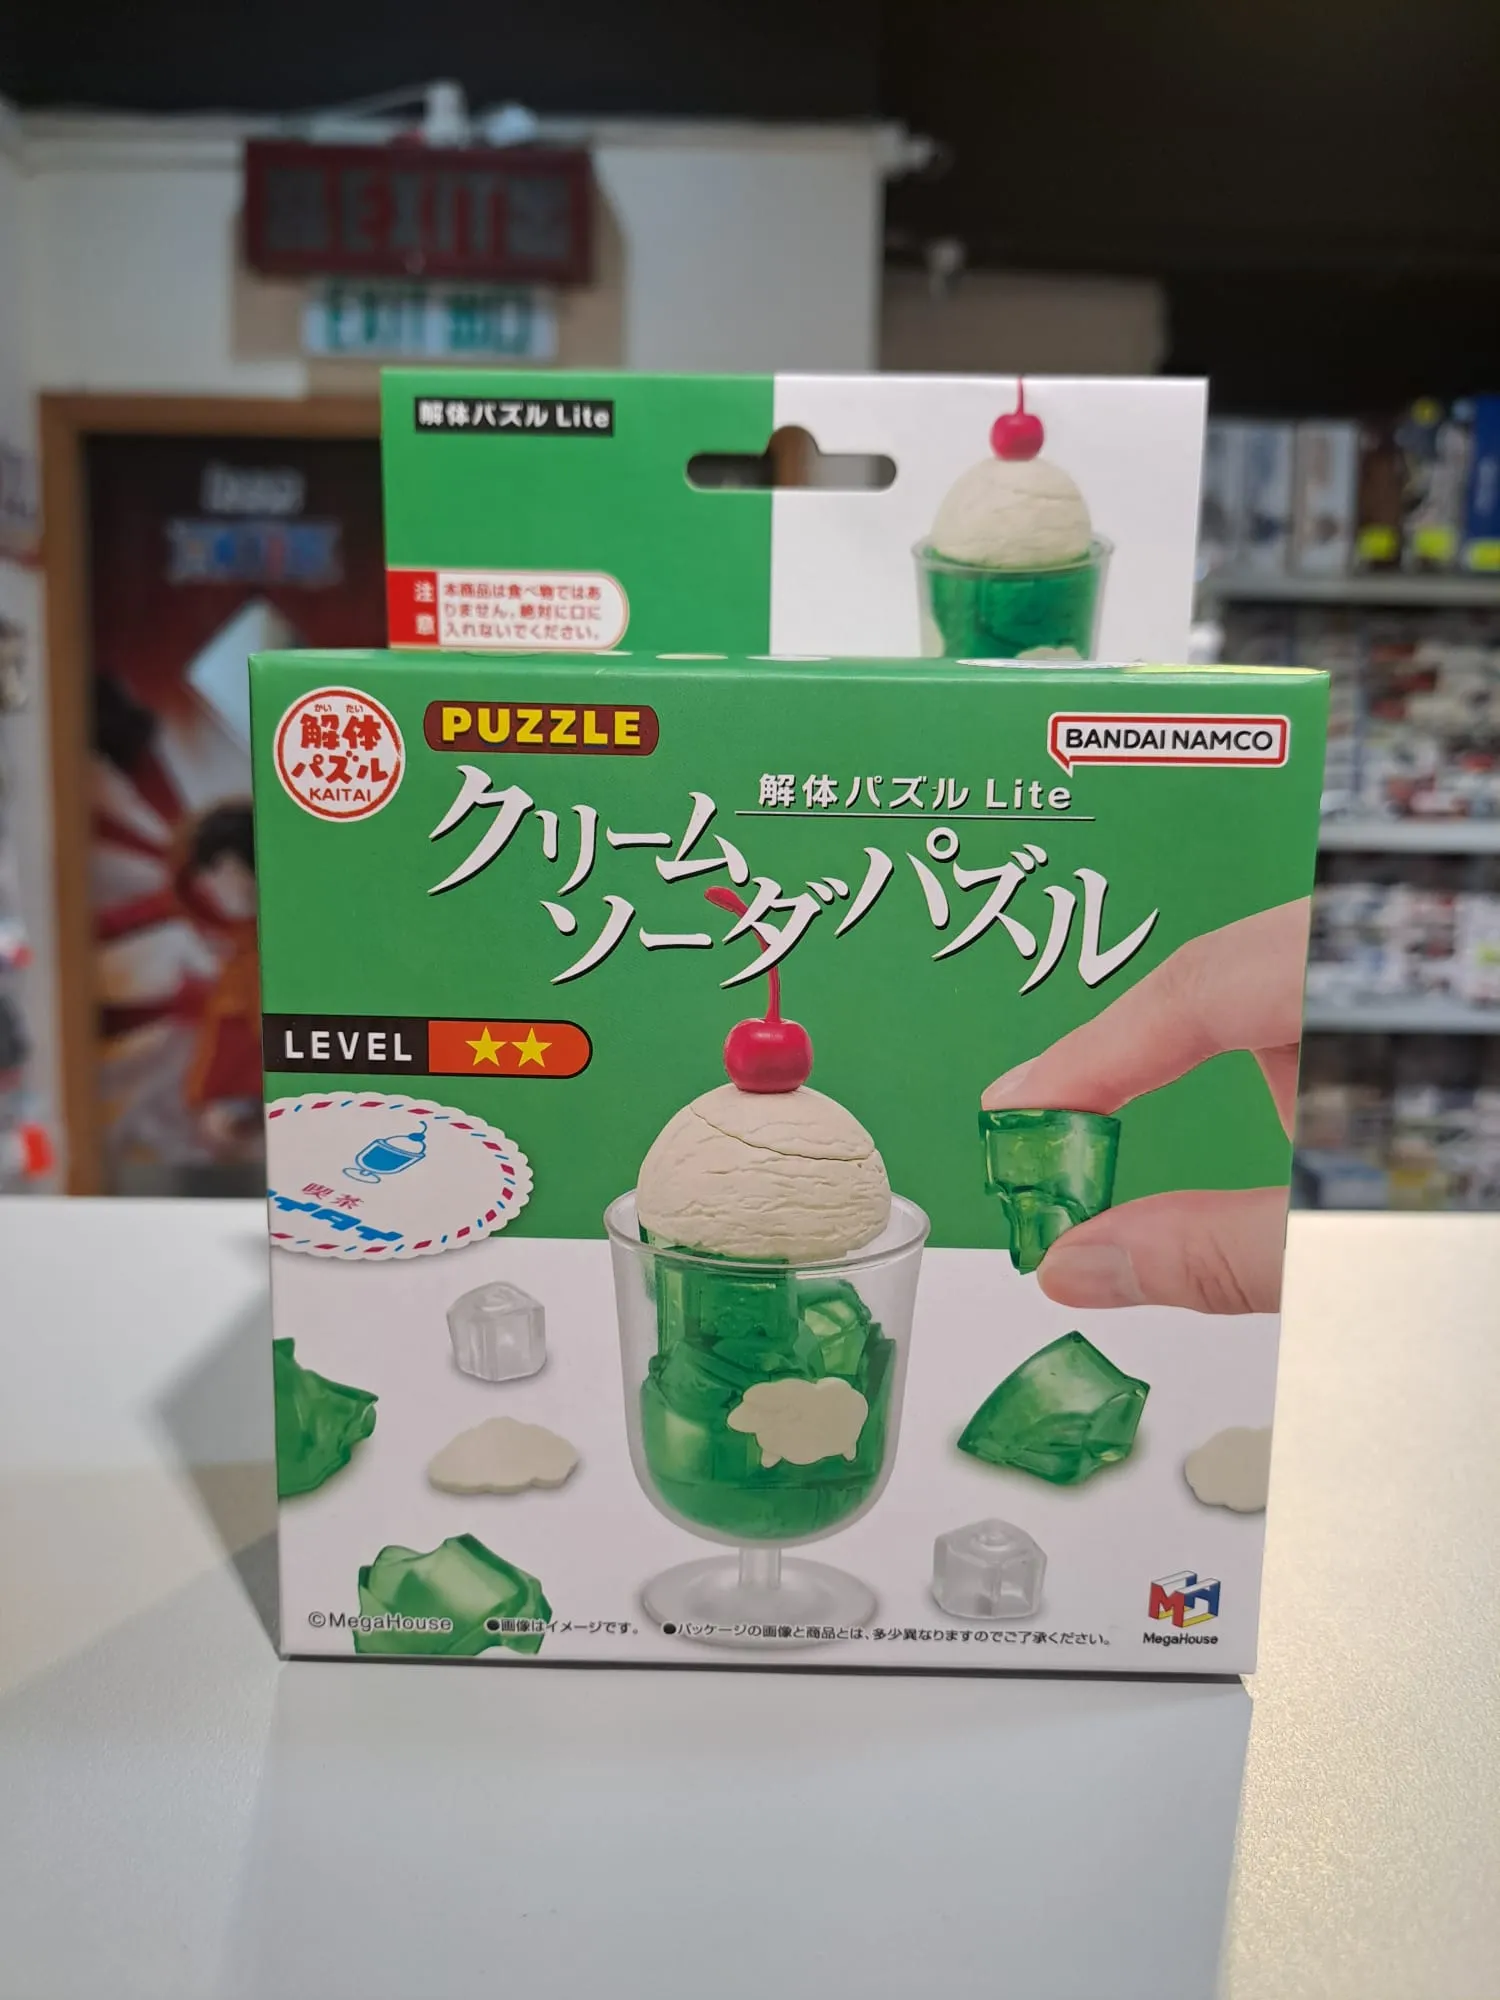 EXIT
EXIT
解体パズル Lite
注意
本商品は食べ物ではあ
りません。絶対に口に
入れないでください。
かい たい
解体
パズル
KAITAI
PUZZLE
BANDAI NAMCO
解体パズル Lite
クリーム
ソーダパズル
LEVEL ★★
喫茶
イタイ
©MegaHouse
●画像はイメージです。 ●パッケージの画像と商品とは、多少異なりますのでご了承ください。
MegaHouse